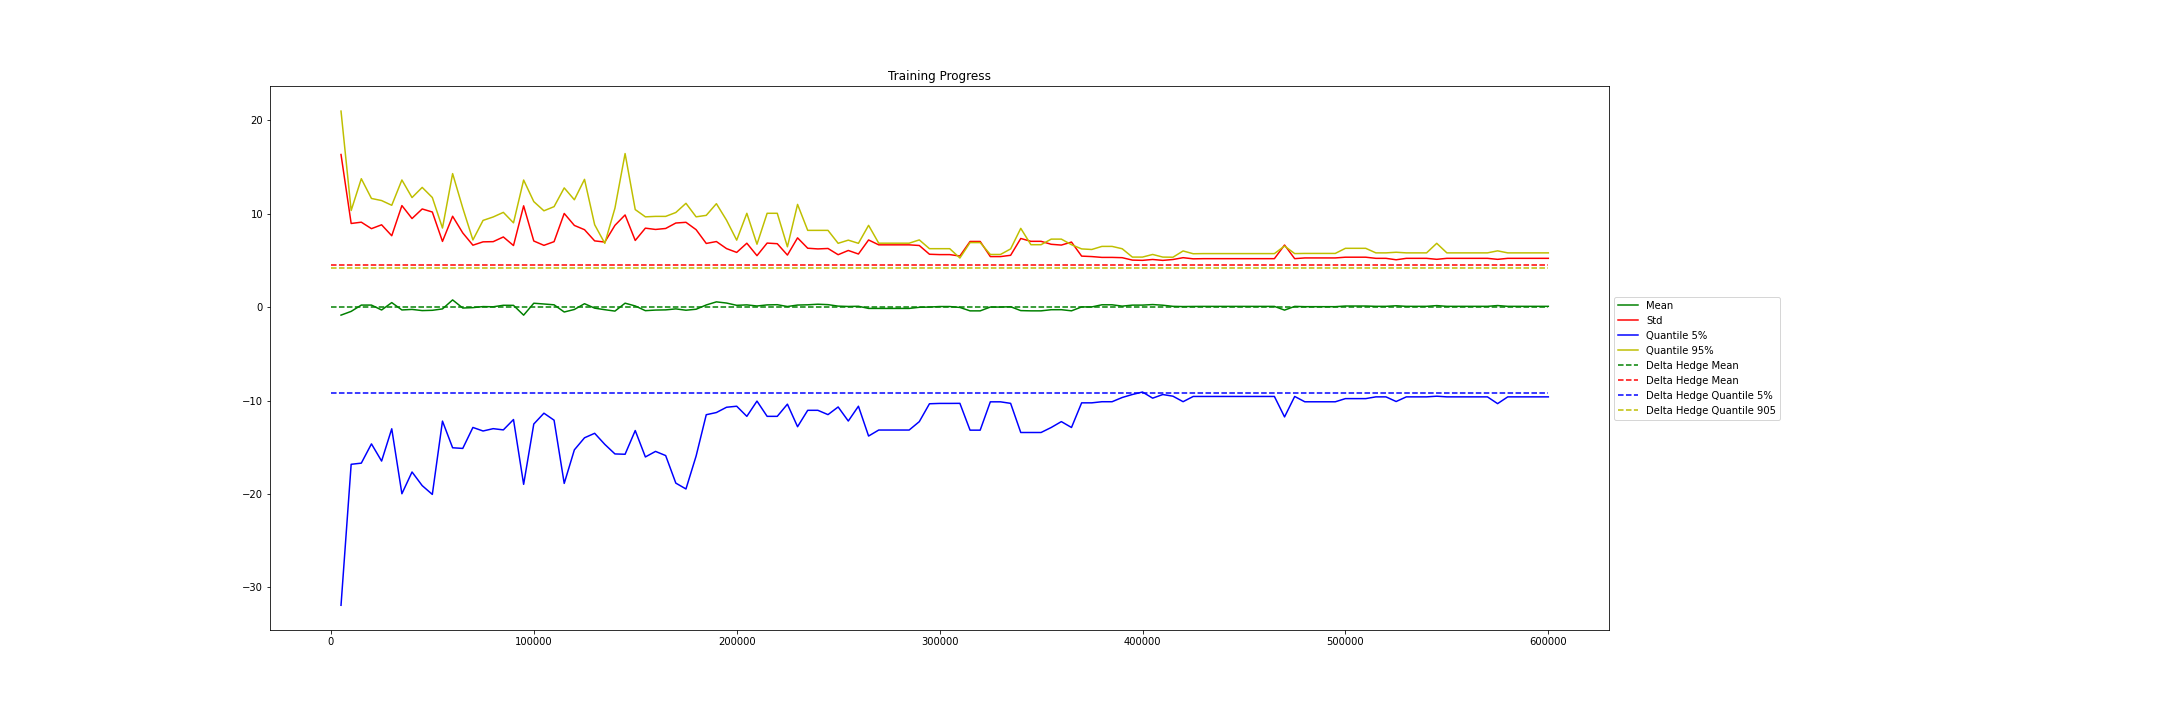 Training Progress
20
10
0
−10
−20
−30
0 100000 200000 300000 400000 500000 600000
Mean
Std
Quantile 5%
Quantile 95%
Delta Hedge Mean
Delta Hedge Mean
Delta Hedge Quantile 5%
Delta Hedge Quantile 905